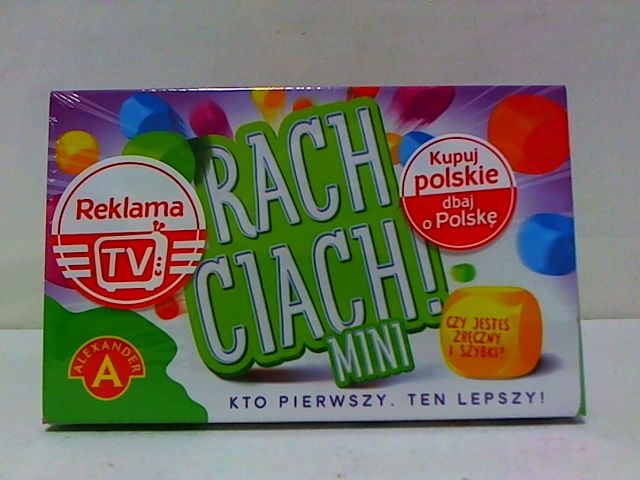 RACH
CIACH!
MINI
Reklama
TV
Kupuj
polskie
dbaj
o Polskę
CZY JESTEŚ
ZRĘCZNY
I SZYBKI?
ALEXANDER
A
KTO PIERWSZY, TEN LEPSZY!